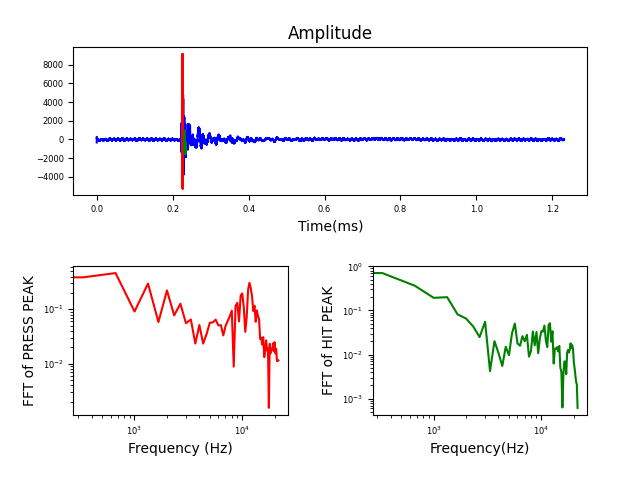 Amplitude
8000
6000
4000
2000
0
−2000
−4000
0.0 0.2 0.4 0.6 0.8 1.0 1.2
Time(ms)
FFT of PRESS PEAK
10⁻¹
10⁻²
10³ 10⁴
Frequency (Hz)
FFT of HIT PEAK
10⁰
10⁻¹
10⁻²
10⁻³
10³ 10⁴
Frequency(Hz)